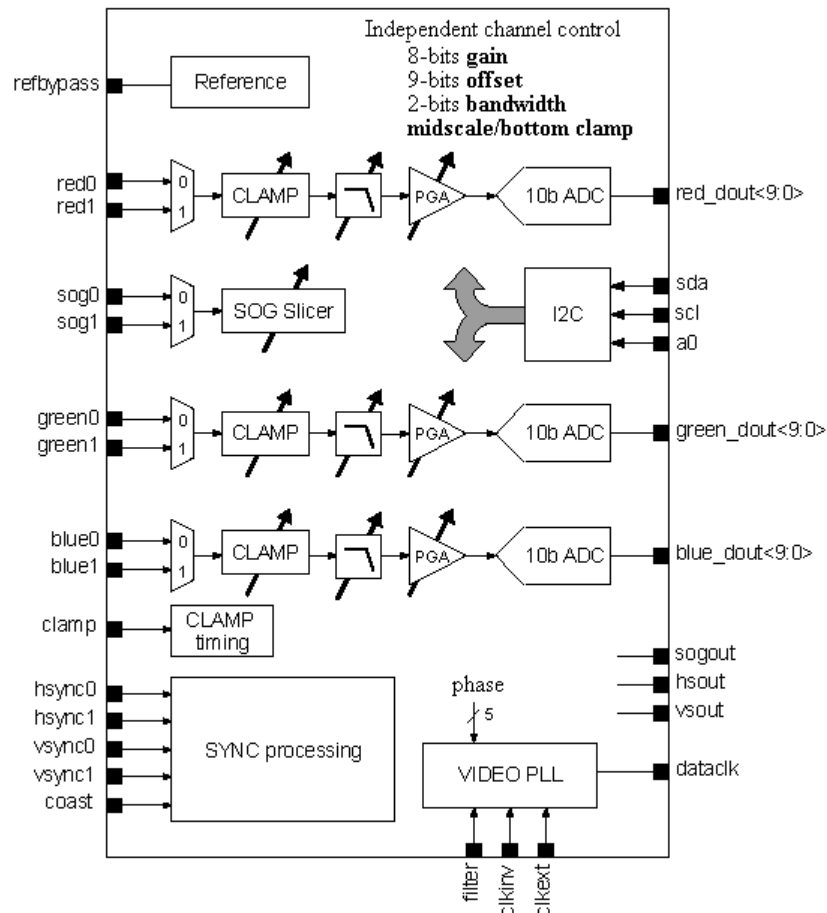 Independent channel control
8-bits gain
9-bits offset
2-bits bandwidth
midscale/bottom clamp
refbypass
Reference
red0
red1
0
1
CLAMP
PGA
10b ADC
red_dout<9:0>
sog0
sog1
0
1
SOG Slicer
I2C
sda
scl
a0
green0
green1
0
1
CLAMP
PGA
10b ADC
green_dout<9:0>
blue0
blue1
0
1
CLAMP
PGA
10b ADC
blue_dout<9:0>
clamp
CLAMP
timing
sogout
hsout
vsout
hsync0
hsync1
vsync0
vsync1
coast
SYNC processing
phase
5
VIDEO PLL
dataclk
filter
clkinv
clkext